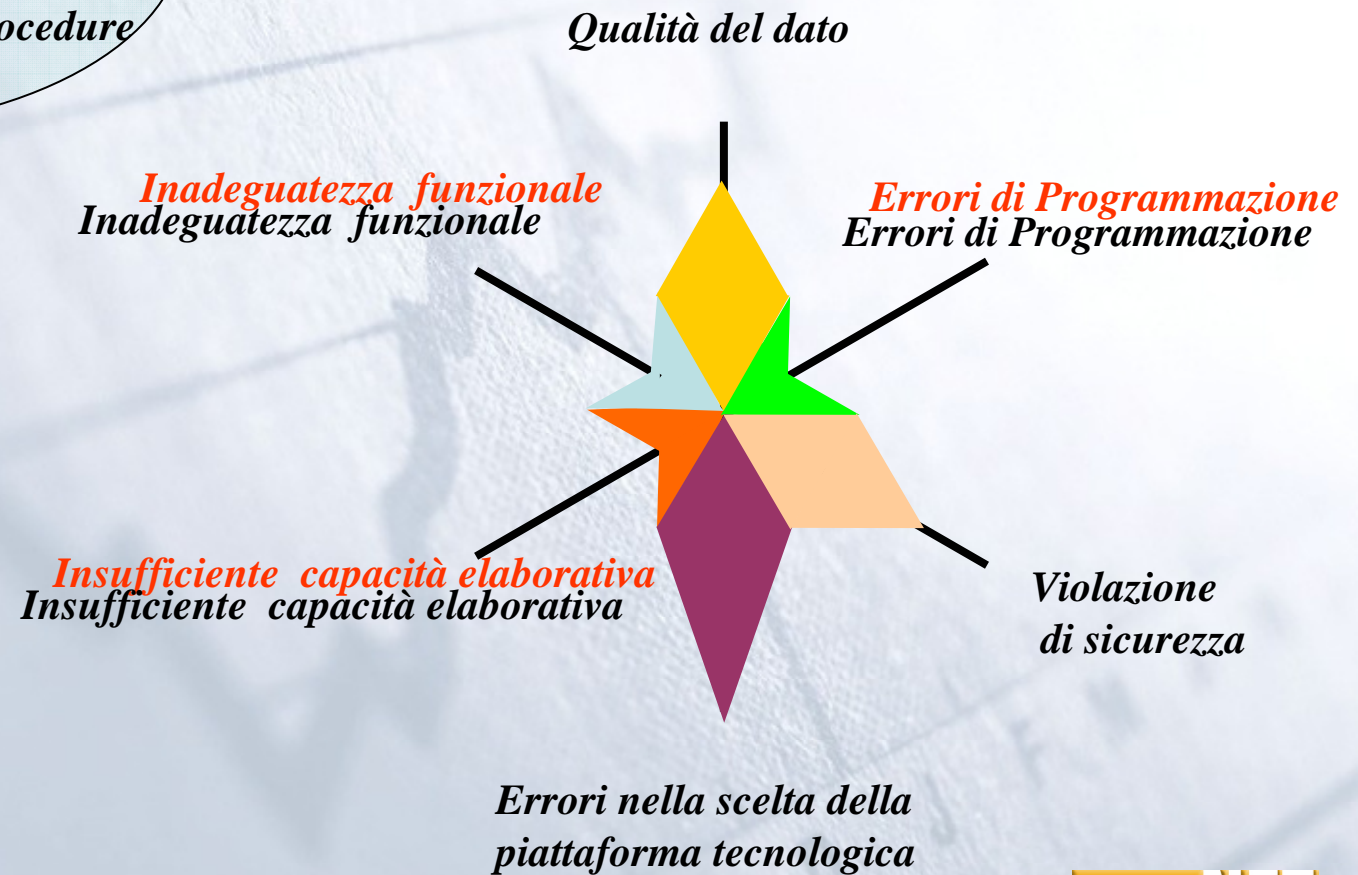 Qualità del dato
Inadeguatezza funzionale
Inadeguatezza funzionale
Errori di Programmazione
Errori di Programmazione
Insufficiente capacità elaborativa
Insufficiente capacità elaborativa
Violazione
di sicurezza
Errori nella scelta della
piattaforma tecnologica